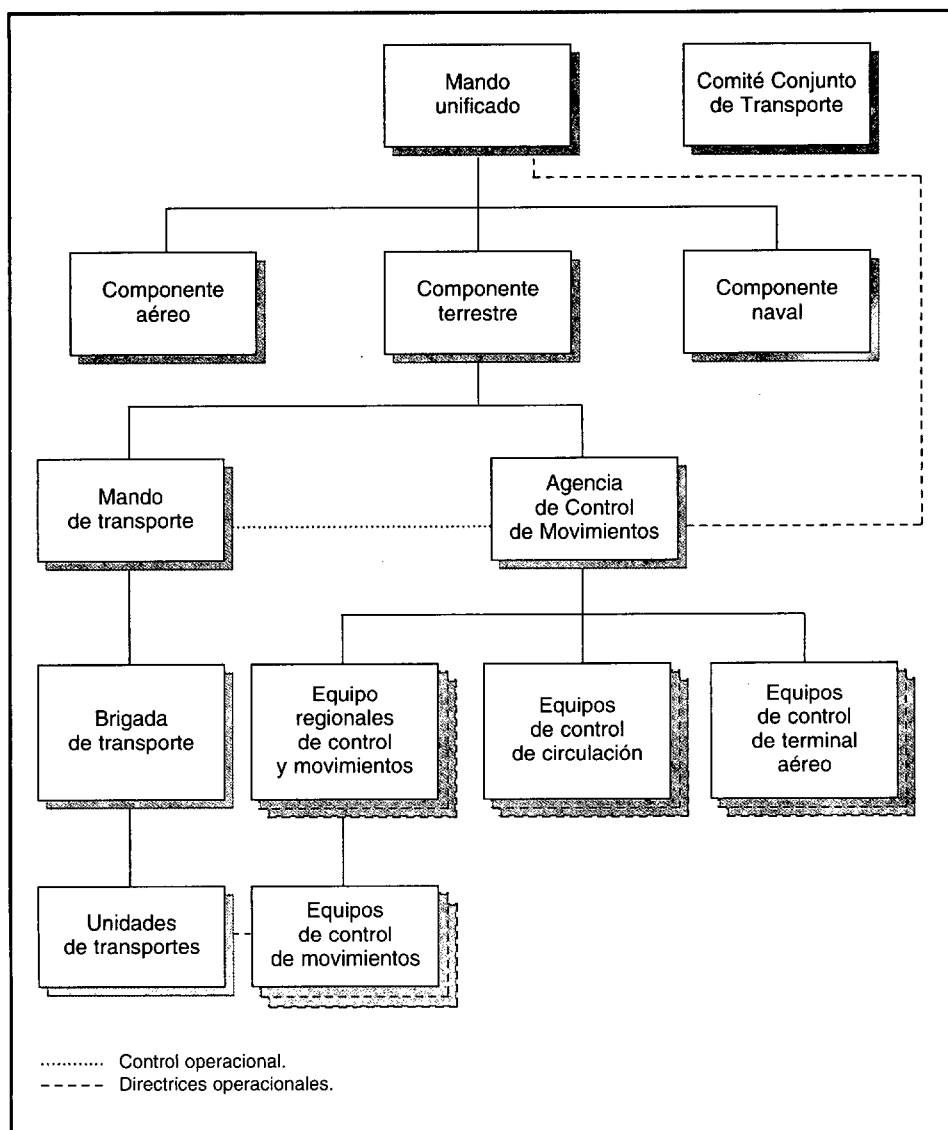 Mando
unificado
Comité Conjunto
de Transporte
Componente
aéreo
Componente
terrestre
Componente
naval
Mando
de transporte
Agencia
de Control
de Movimientos
Brigada
de transporte
Equipo
regionales
de control
y movimientos
Equipos
de control
de circulación
Equipos
de control
de terminal
aéreo
Unidades
de transportes
Equipos
de control
de movimientos
Control operacional.
Directrices operacionales.